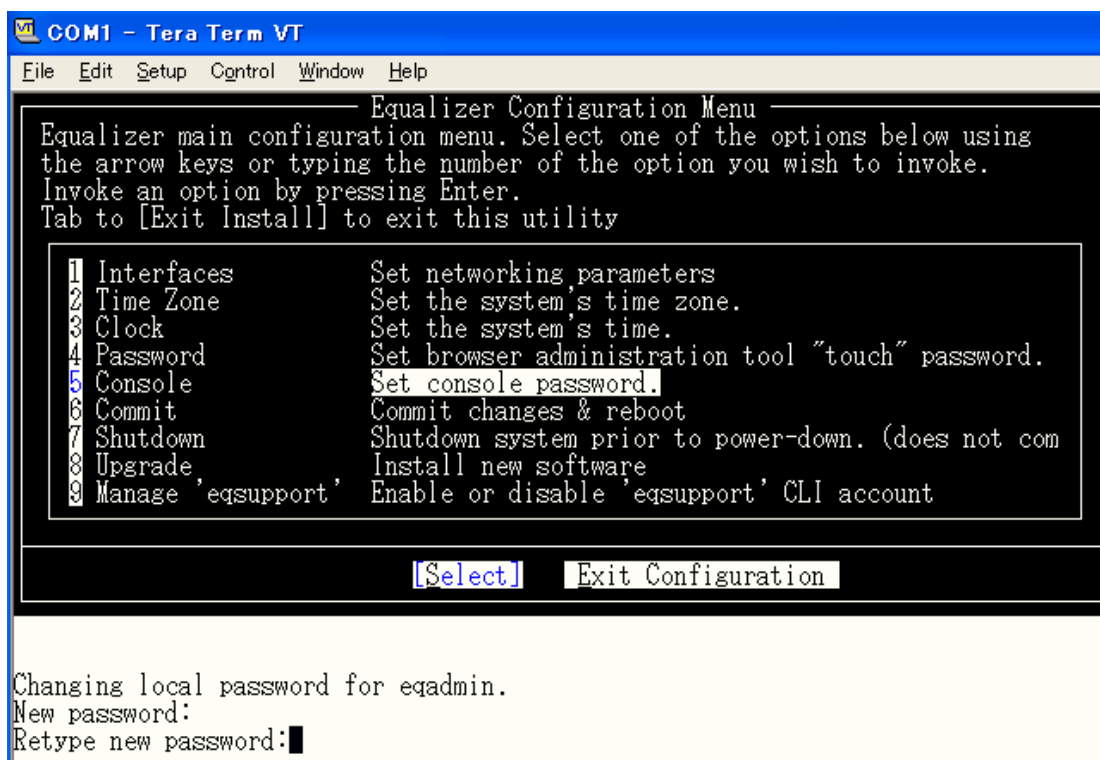 COM1 - Tera Term VT
File Edit Setup Control Window Help
Equalizer Configuration Menu
Equalizer main configuration menu. Select one of the options below using
the arrow keys or typing the number of the option you wish to invoke.
Invoke an option by pressing Enter.
Tab to [Exit Install] to exit this utility
1 Interfaces Set networking parameters
2 Time Zone Set the system's time zone.
3 Clock Set the system's time.
4 Password Set browser administration tool "touch" password.
5 Console Set console password.
6 Commit Commit changes & reboot
7 Shutdown Shutdown system prior to power-down. (does not com
8 Upgrade Install new software
9 Manage 'eqsupport' Enable or disable 'eqsupport' CLI account
[Select] Exit Configuration
Changing local password for eqadmin.
New password:
Retype new password: